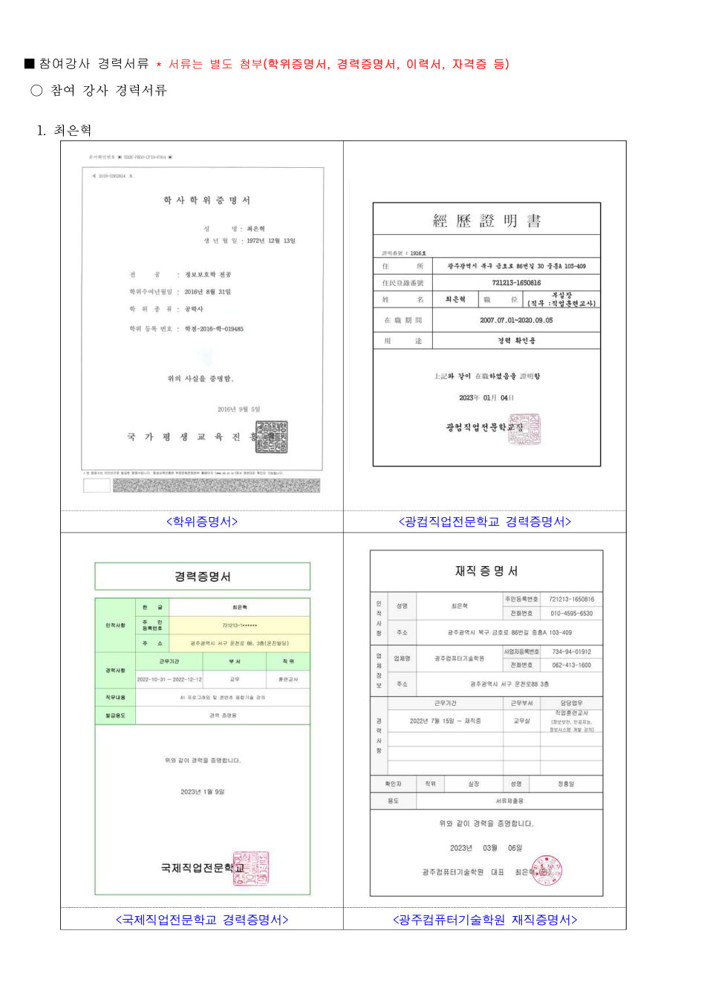 ■ 참여강사 경력서류 * 서류는 별도 첨부(학위증명서, 경력증명서, 이력서, 자격증 등)
○ 참여 강사 경력서류
1. 최은혁
문서확인번호
제 2016-0262624 호
학 사 학 위 증 명 서
성 명 : 최은혁
생 년 월 일 : 1972년 12월 13일
전 공 : 정보보호학 전공
학위수여년월일 : 2016년 8월 31일
학 위 종 류 : 공학사
학위 등록 번호 : 학점-2016-학-019485
위의 사실을 증명함.
2016년 9월 5일
국 가 평 생 교 육 진 흥 원
<학위증명서>
經 歷 證 明 書
證明番號 : 1916호
住 所 광주광역시 북구 금호로 86번길 30 중흥A 103-409
住民登錄番號 721213-1650816
姓 名 최은혁 職 位 부실장
(직무 :직업훈련교사)
在 職 期 間 2007.07.01~2020.09.05
用 途 경력 확인용
上記와 같이 在職하였음을 證明함
2023年 01月 04日
광컴직업전문학교장
<광컴직업전문학교 경력증명서>
경력증명서
인적사항 한 글 최은혁
주 민
등록번호 721213-1******
주 소 광주광역시 서구 운천로 88, 3층(운진빌딩)
경력사항 근무기간 부 서 직 위
2022-10-31 ~ 2022-12-12 교무 훈련교사
직무내용 AI 프로그래밍 및 콘텐츠 융합기술 강의
발급용도 경력 증명용
위와 같이 경력을 증명합니다.
2023년 1월 9일
국제직업전문학교
<국제직업전문학교 경력증명서>
재직증명서
인적사항 성명 최은혁 주민등록번호 721213-1650816
전화번호 010-4595-6530
주소 광주광역시 북구 금호로 86번길 중흥A 103-409
업체정보 업체명 광주컴퓨터기술학원 사업자등록번호 734-94-01912
전화번호 062-413-1600
주소 광주광역시 서구 운천로88 3층
경력사항 근무기간 근무부서 담당업무
2022년 7월 15일 ~ 재직중 교무실 직업훈련교사
(정보보안, 인공지능,
정보시스템 개발 강의)
확인자 직위 실장 성명 정흥일
용도 서류제출용
위와 같이 경력을 증명합니다.
2023년 03월 06일
광주컴퓨터기술학원 대표 최은혁 (인)
<광주컴퓨터기술학원 재직증명서>